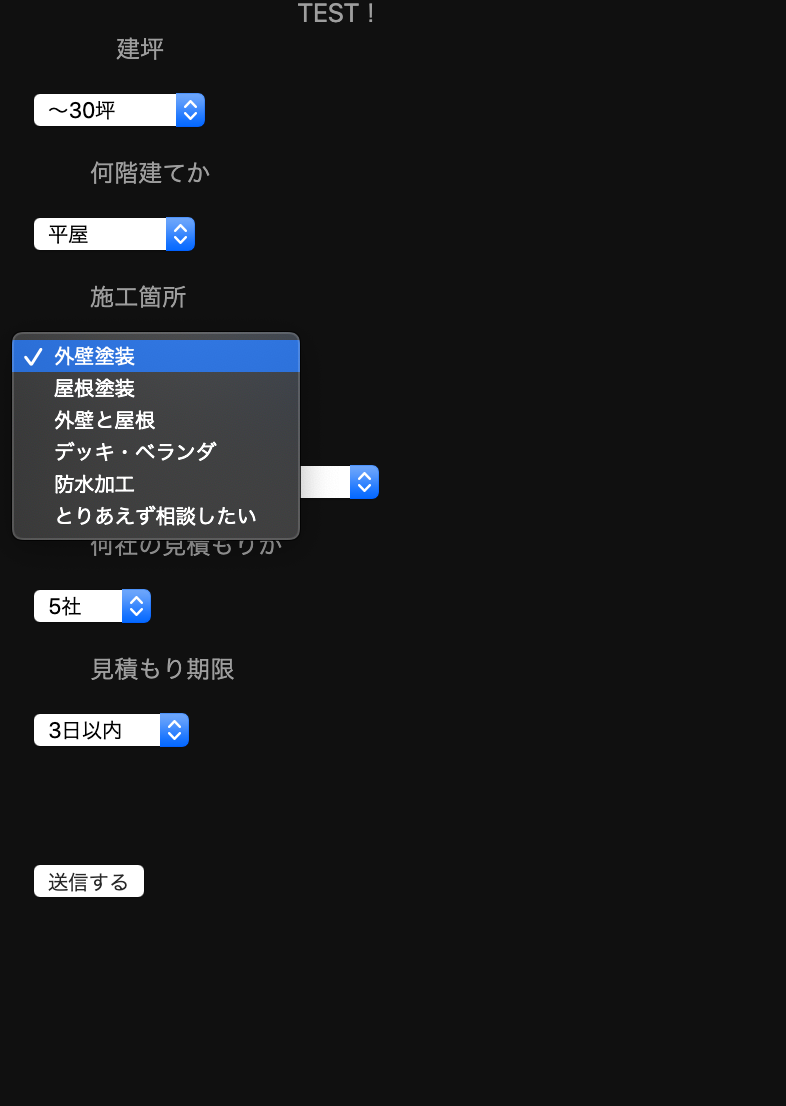 TEST！
建坪
〜30坪
何階建てか
平屋
施工箇所
外壁塗装
屋根塗装
外壁と屋根
デッキ・ベランダ
防水加工
とりあえず相談したい
何社の見積もりか
5社
見積もり期限
3日以内
送信する